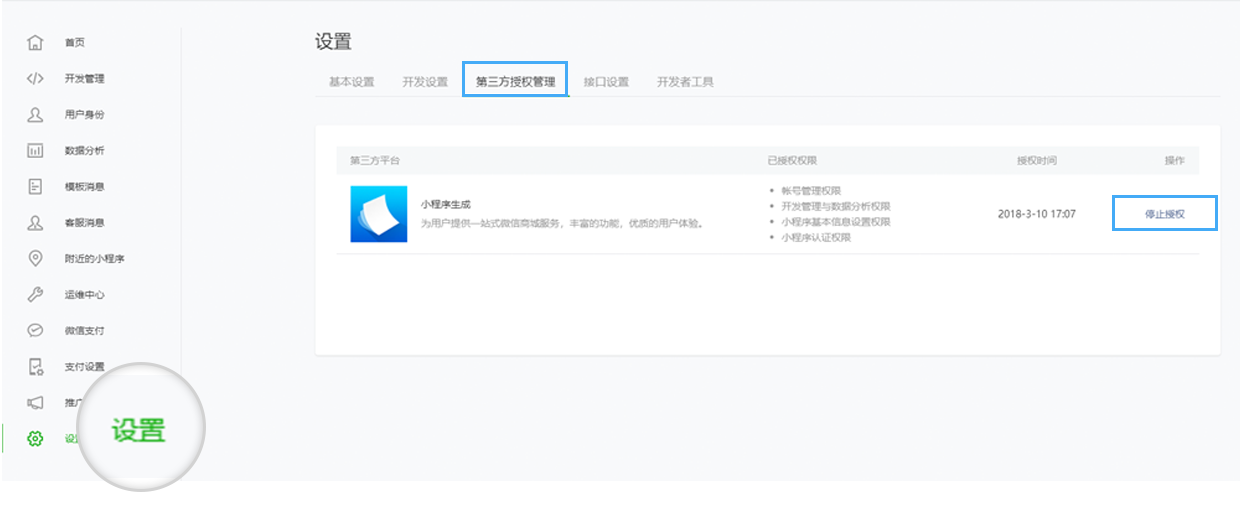 首页
开发管理
用户身份
数据分析
模板消息
客服消息
附近的小程序
运维中心
微信支付
支付设置
推广
设置
设置
基本设置 开发设置 第三方授权管理 接口设置 开发者工具
第三方平台 已授权权限 授权时间 操作
小程序生成
为用户提供一站式微信商城服务，丰富的功能，优质的用户体验。
帐号管理权限
开发管理与数据分析权限
小程序基本信息设置权限
小程序认证权限
2018-3-10 17:07
停止授权